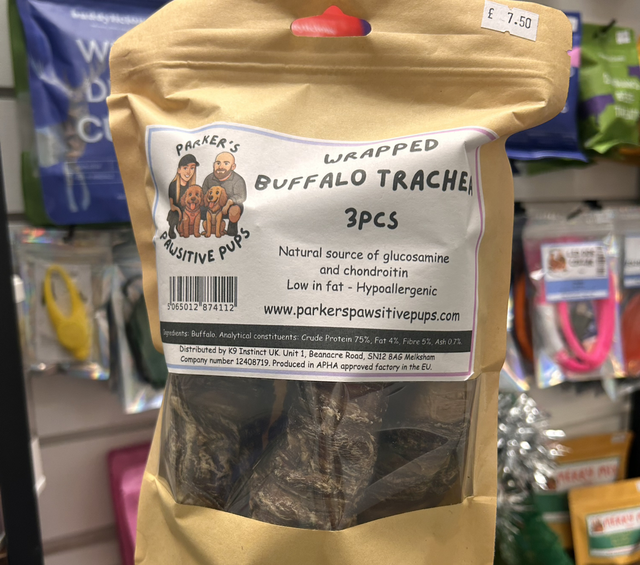 £ 7.50
PARKER'S
PAWSITIVE PUPS
WRAPPED
BUFFALO TRACHEA
3PCS
Natural source of glucosamine
and chondroitin
Low in fat - Hypoallergenic
www.parkerspawsitivepups.com
5065012 874112
Ingredients: Buffalo. Analytical constituents: Crude Protein 75%, Fat 4%, Fibre 5%, Ash 0.7%
Distributed by K9 Instinct UK. Unit 1, Beanacre Road, SN12 8AG Melksham
Company number 12408719. Produced in APHA approved factory in the EU.